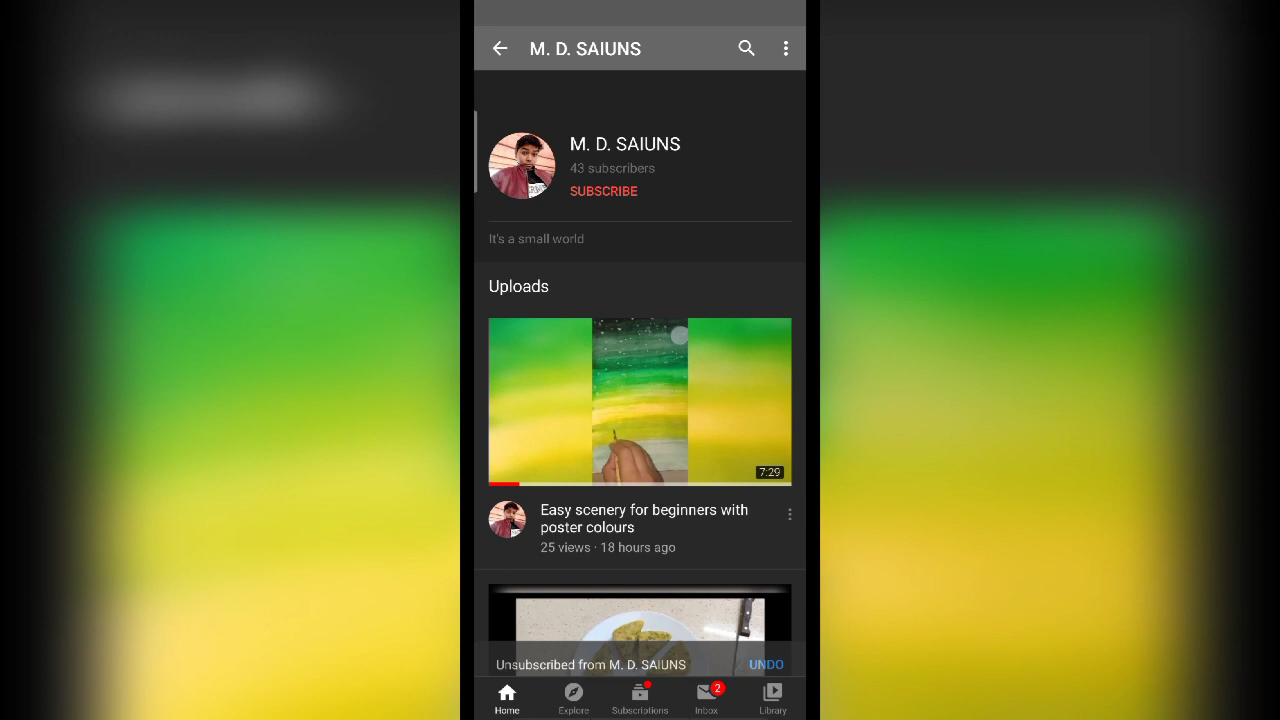 M. D. SAIUNS
M. D. SAIUNS
43 subscribers
SUBSCRIBE
It's a small world
Uploads
7:29
Easy scenery for beginners with
poster colours
25 views · 18 hours ago
Unsubscribed from M. D. SAIUNS UNDO
2
Home Explore Subscriptions Inbox Library